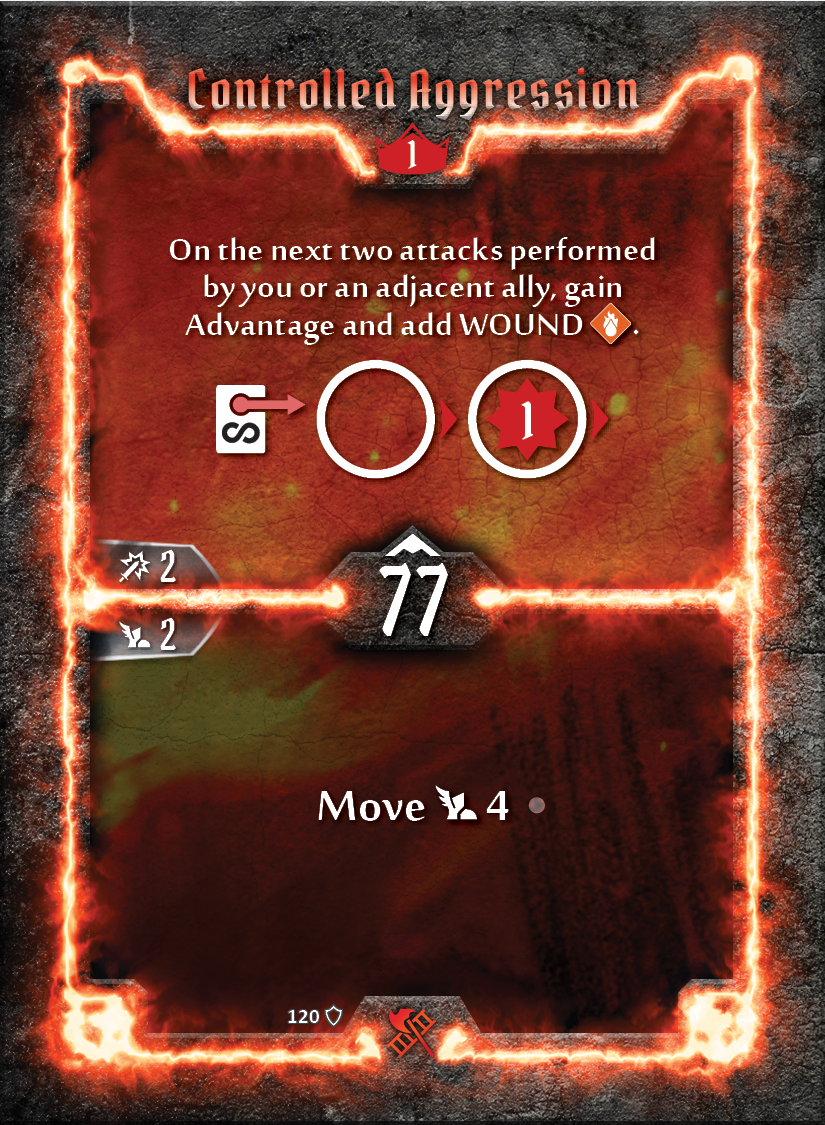 Controlled Aggression
1
On the next two attacks performed
by you or an adjacent ally, gain
Advantage and add WOUND.
S
1
2
77
2
Move 4
120